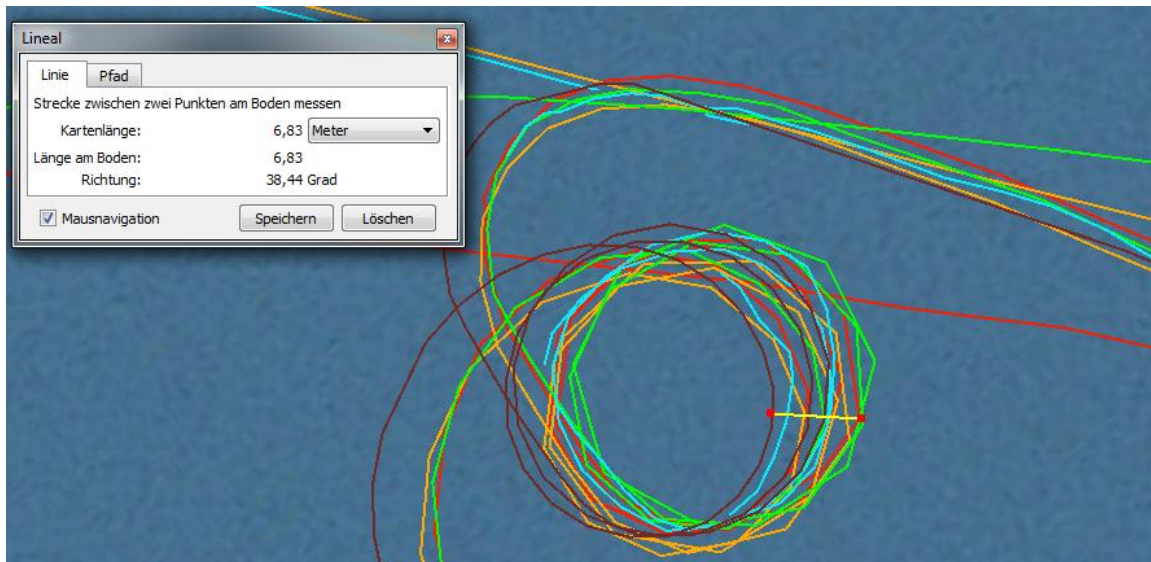 Lineal
Linie Pfad
Strecke zwischen zwei Punkten am Boden messen
Kartenlänge: 6,83 Meter
Länge am Boden: 6,83
Richtung: 38,44 Grad
Mausnavigation Speichern Löschen